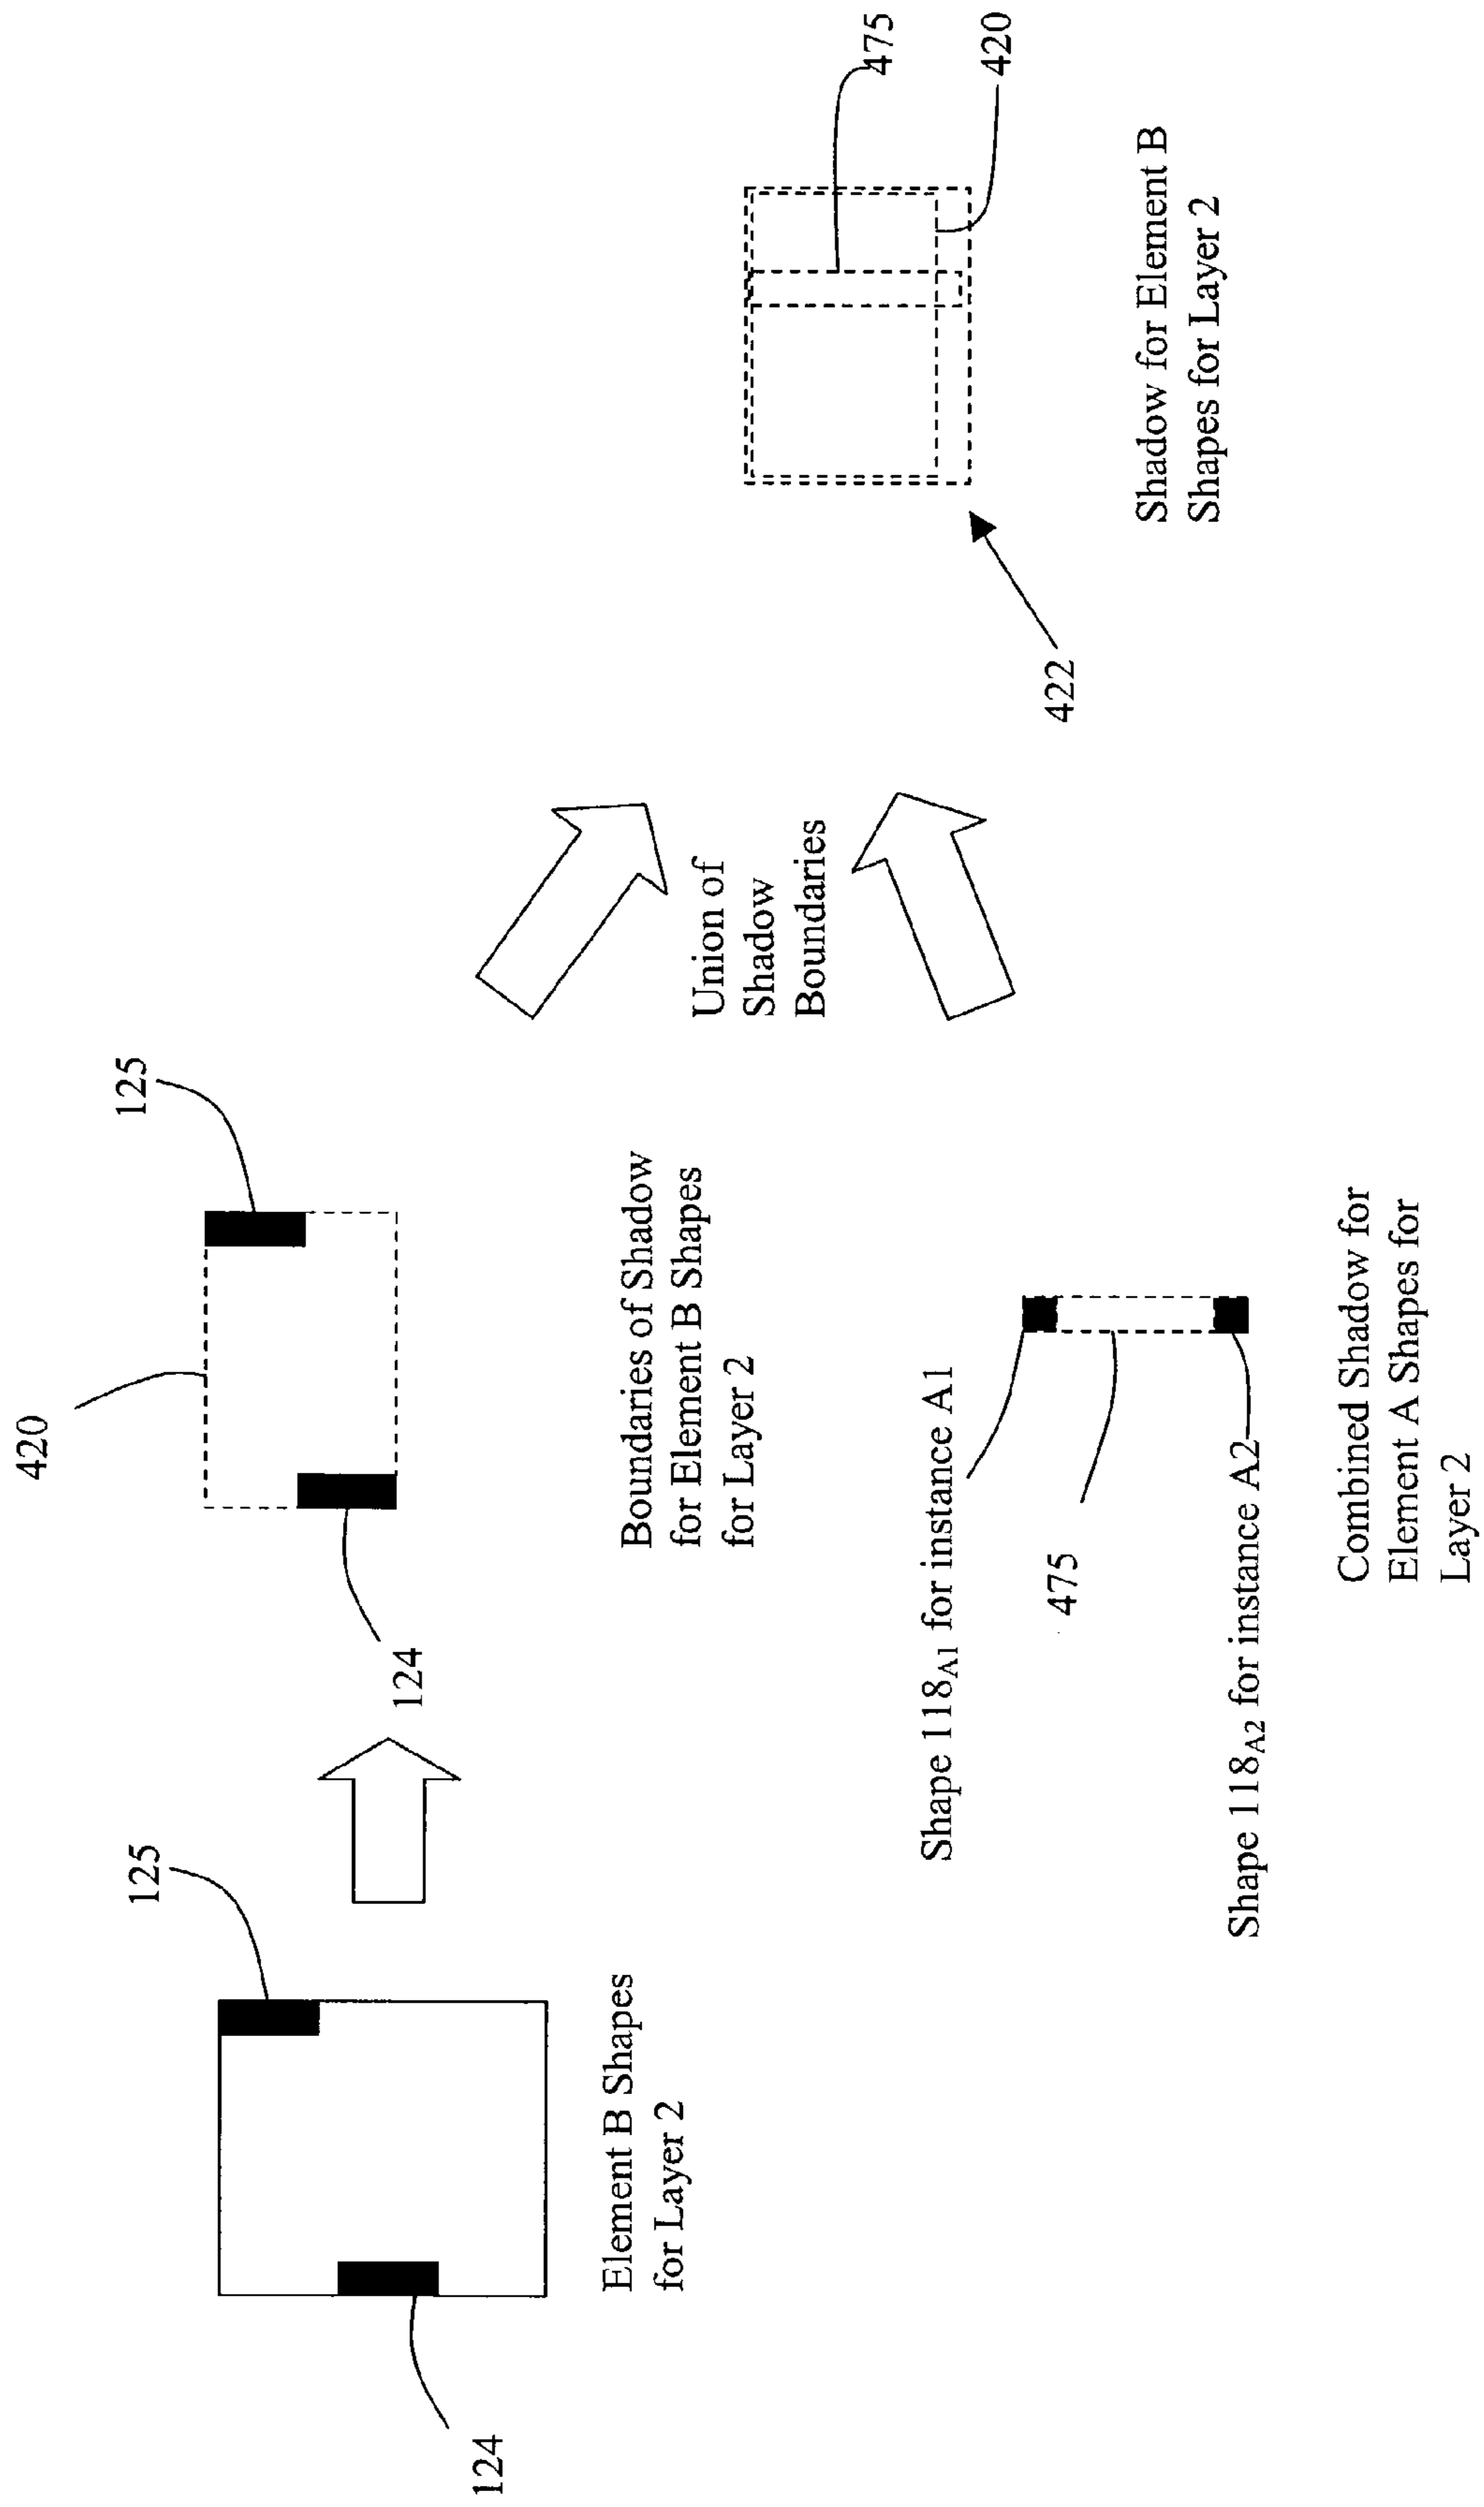 124
125
Element B Shapes
for Layer 2
124
420
125
Boundaries of Shadow
for Element B Shapes
for Layer 2
Shape 118A1 for instance A1
475
Shape 118A2 for instance A2
Combined Shadow for
Element A Shapes for
Layer 2
Union of
Shadow
Boundaries
422
475
420
Shadow for Element B
Shapes for Layer 2